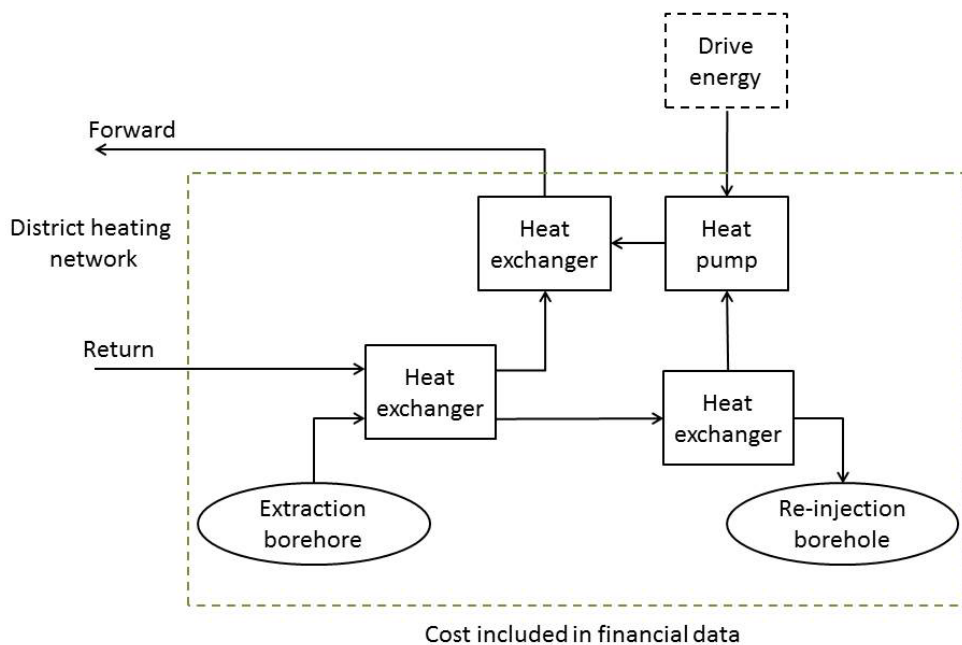 Drive
energy
Forward
District heating
network
Heat
exchanger
Heat
pump
Return
Heat
exchanger
Heat
exchanger
Extraction
borehore
Re-injection
borehole
Cost included in financial data